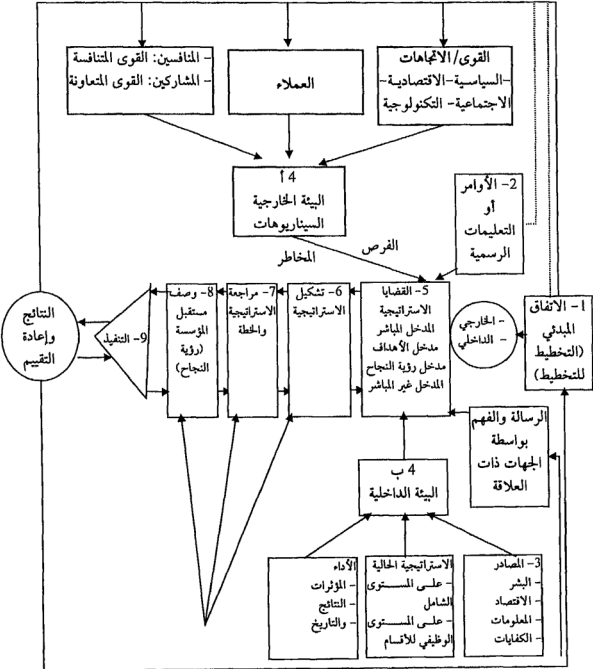 القوى/الاتجاهات
–السياسية–الاقتصادية–
الاجتماعية– التكنولوجية
العملاء
– المنافسين: القوى المتنافسة
– المشاركين: القوى المتعاونة
4 أ
البيئة الخارجية
السيناريوهات
2– الأوامر
أو
التعليمات
الرسمية
الفرص
المخاطر
1– الاتفاق
المبدئي
(التخطيط
للتخطيط)
– الخارجي
– الداخلي
5– القضايا
الاستراتيجية
المدخل المباشر
مدخل الأهداف
مدخل رؤية النجاح
المدخل غير المباشر
6– تشكيل
الاستراتيجية
7– مراجعة
الاستراتيجية
والخطة
8– وصف
مستقبل
المؤسسة
(رؤية
النجاح)
9– التنفيذ
النتائج
وإعادة
التقييم
الرسالة والفهم
بواسطة
الجهات ذات
العلاقة
4 ب
البيئة الداخلية
3– المصادر
– البشر
– الاقتصاد
– المعلومات
– الكفايات
الاستراتيجية الحالية
– على المستوى
الشامل
– على المستوى
الوظيفي للأقسام
الأداء
– المؤثرات
– النتائج
– والتاريخ